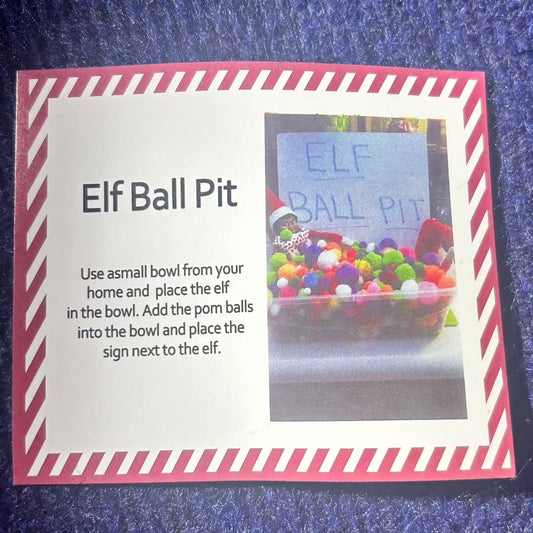 Elf Ball Pit
Use asmall bowl from your
home and place the elf
in the bowl. Add the pom balls
into the bowl and place the
sign next to the elf.
ELF
BALL PIT